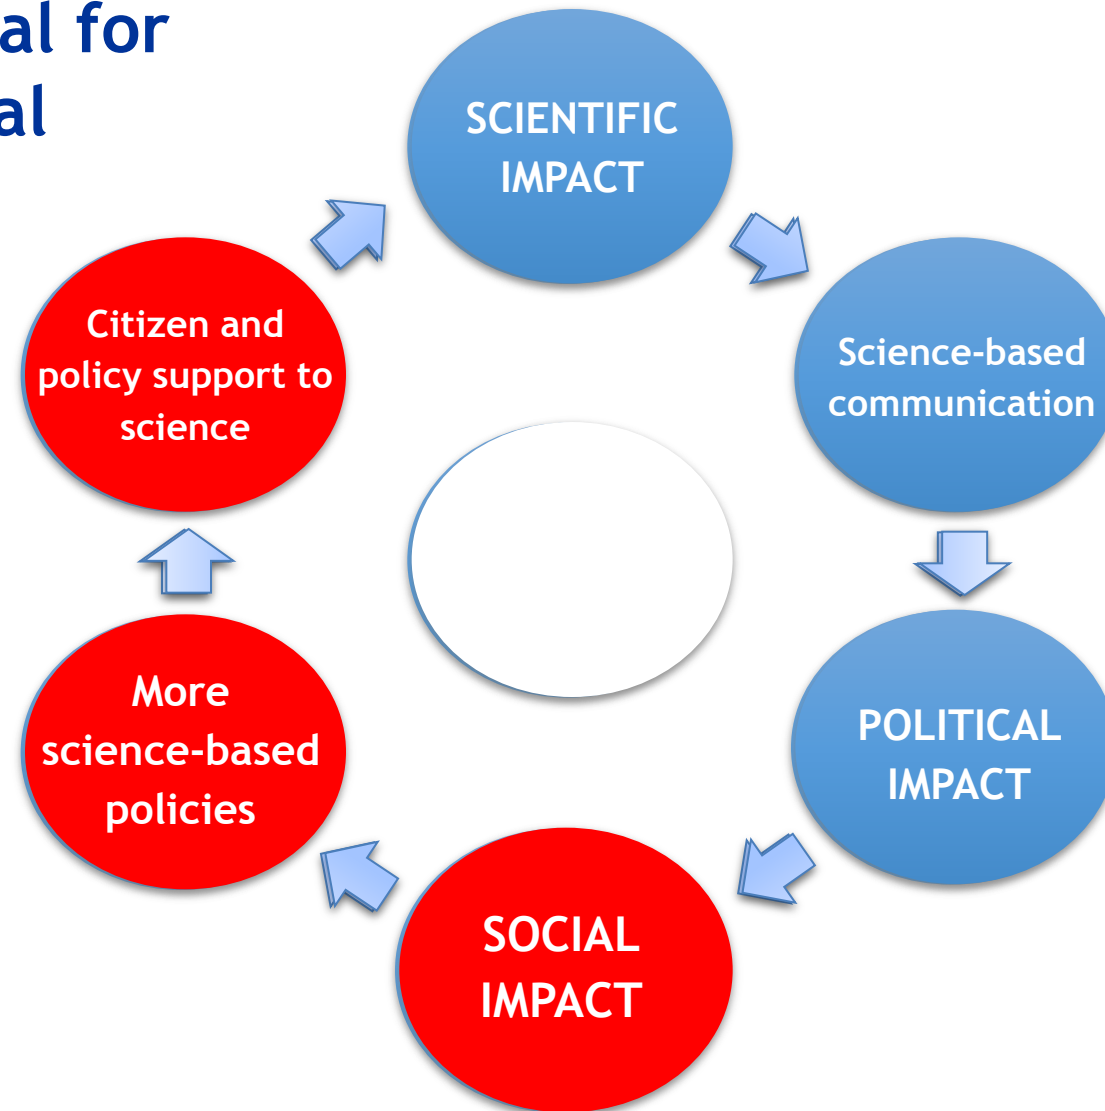 al for
al
SCIENTIFIC
IMPACT
Science-based
communication
POLITICAL
IMPACT
SOCIAL
IMPACT
More
science-based
policies
Citizen and
policy support to
science